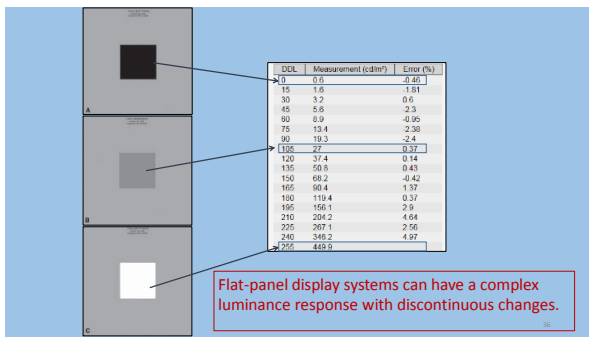 A
B
C
DDL Measurement (cd/m²) Error (%)
0 0.6 -0.46
15 1.6 -1.81
30 3.2 0.6
45 5.6 -2.3
60 8.9 -0.95
75 13.4 -2.38
90 19.3 -2.4
105 27 0.37
120 37.4 0.14
135 50.8 0.43
150 68.2 -0.42
165 90.4 1.37
180 119.4 0.37
195 156.1 2.9
210 204.2 4.64
225 267.1 2.56
240 346.2 4.97
255 449.9
Flat-panel display systems can have a complex
luminance response with discontinuous changes.
36